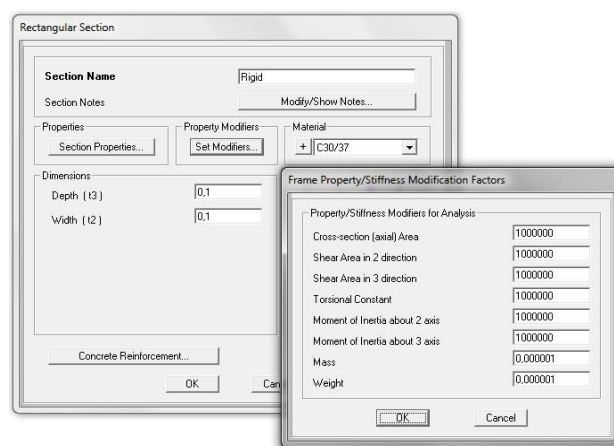 Rectangular Section
Section Name
Rigid
Section Notes
Modify/Show Notes...
Properties
Property Modifiers
Material
Section Properties...
Set Modifiers...
+
C30/37
Dimensions
Depth ( t3 )
0,1
Width ( t2 )
0,1
Concrete Reinforcement...
OK
Frame Property/Stiffness Modification Factors
Property/Stiffness Modifiers for Analysis
Cross-section (axial) Area
1000000
Shear Area in 2 direction
1000000
Shear Area in 3 direction
1000000
Torsional Constant
1000000
Moment of Inertia about 2 axis
1000000
Moment of Inertia about 3 axis
1000000
Mass
0,000001
Weight
0,000001
OK
Cancel